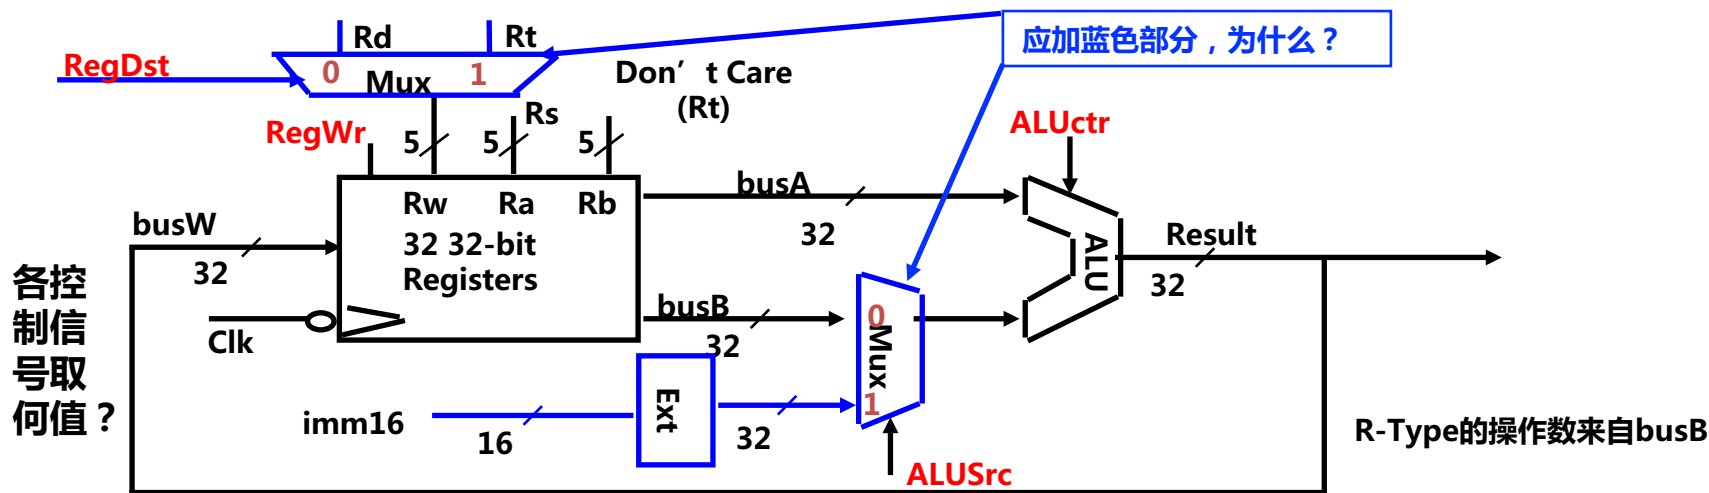 Rd Rt
应加蓝色部分，为什么？
RegDst
0 1
Mux
Don't Care
(Rt)
Rs
RegWr
5 5 5
ALUctr
Rw Ra Rb
busA
32
busW
32
32 32-bit
Registers
ALU
Result
32
各控
制信
号取
何值？
Clk
busB
32
0
Mux
1
Ext
imm16
16
32
ALUSrc
R-Type的操作数来自busB